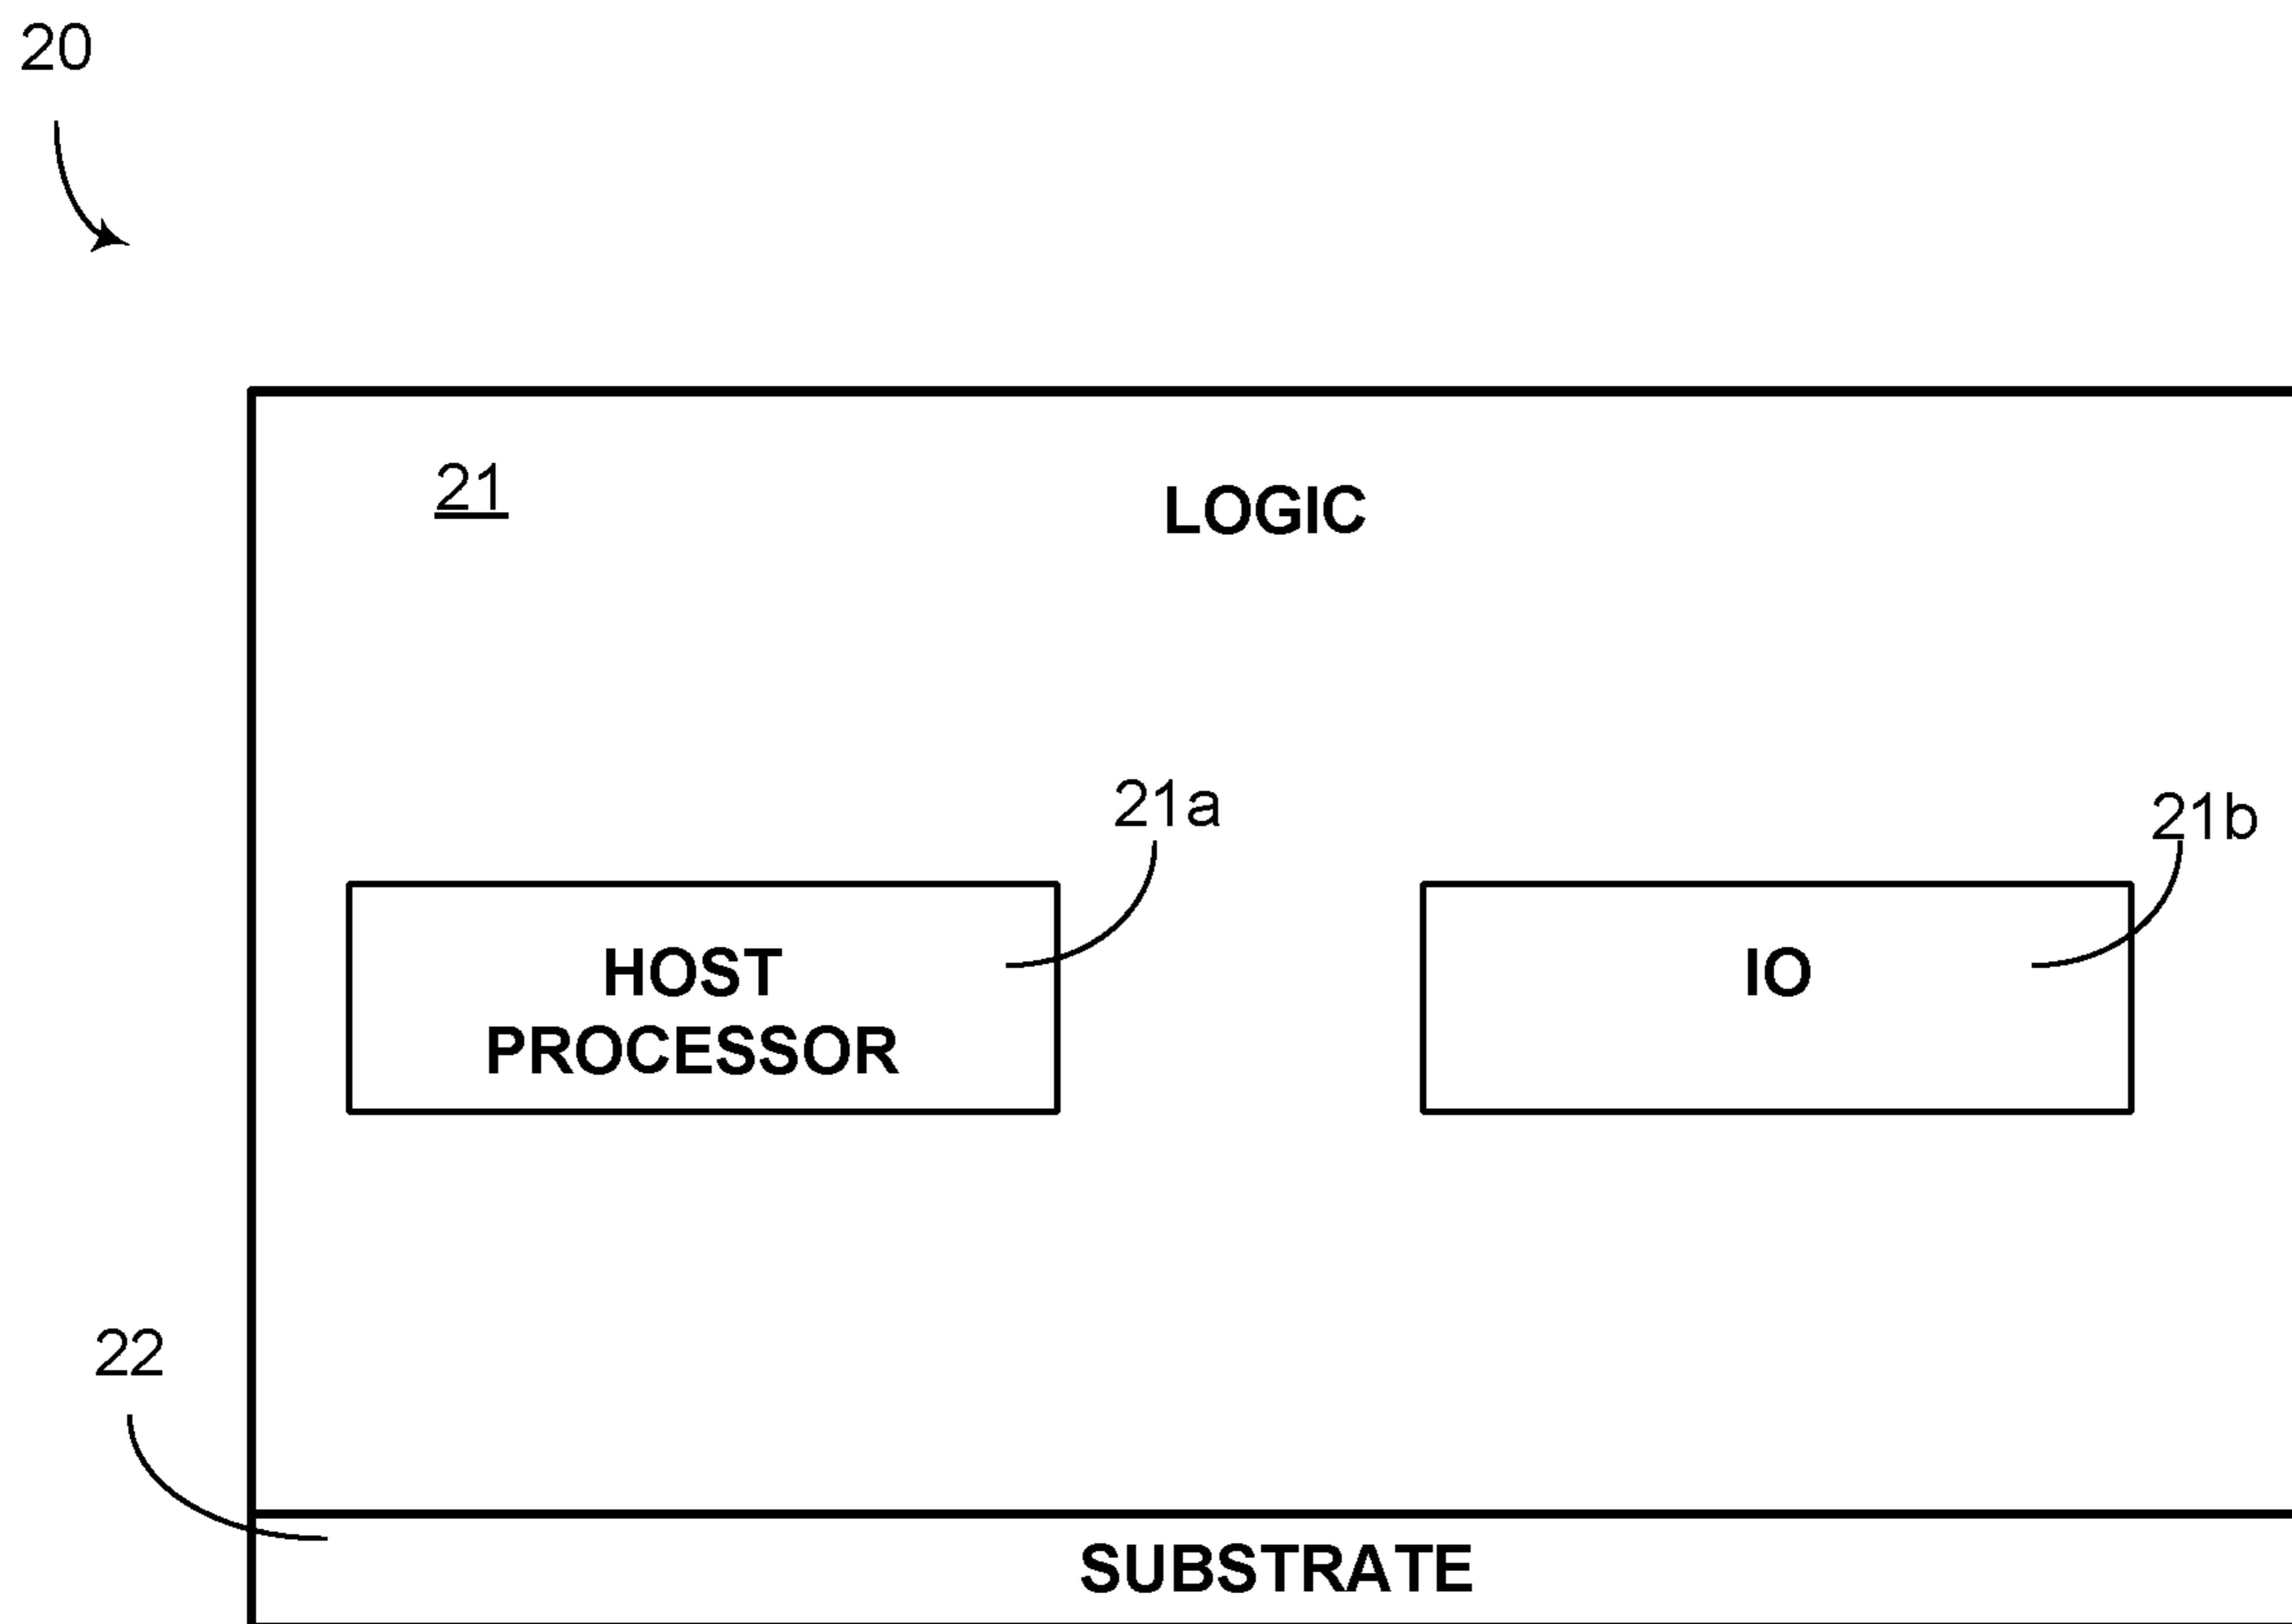 20
21
LOGIC
21a
21b
HOST
PROCESSOR
IO
22
SUBSTRATE